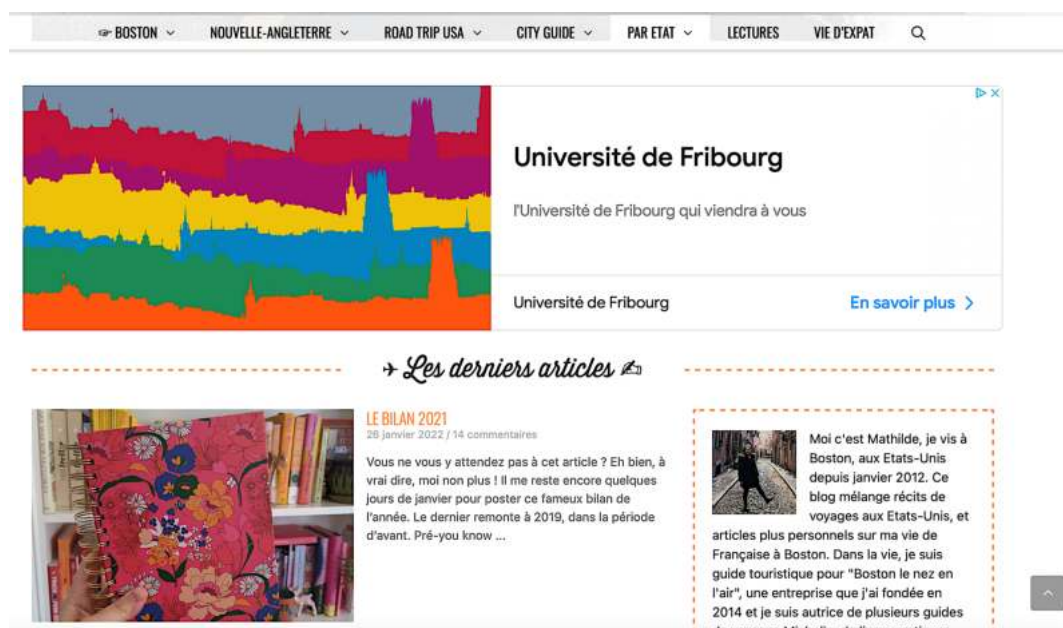 ☞ BOSTON NOUVELLE-ANGLETERRE ROAD TRIP USA CITY GUIDE PAR ETAT LECTURES VIE D'EXPAT
Université de Fribourg
l'Université de Fribourg qui viendra à vous
Université de Fribourg En savoir plus
Les derniers articles
LE BILAN 2021
26 janvier 2022 / 14 commentaires
Vous ne vous y attendez pas à cet article ? Eh bien, à
vrai dire, moi non plus ! Il me reste encore quelques
jours de janvier pour poster ce fameux bilan de
l'année. Le dernier remonte à 2019, dans la période
d'avant. Pré-you know ...
Moi c'est Mathilde, je vis à
Boston, aux Etats-Unis
depuis janvier 2012. Ce
blog mélange récits de
voyages aux Etats-Unis, et
articles plus personnels sur ma vie de
Française à Boston. Dans la vie, je suis
guide touristique pour "Boston le nez en
l'air", une entreprise que j'ai fondée en
2014 et je suis autrice de plusieurs guides